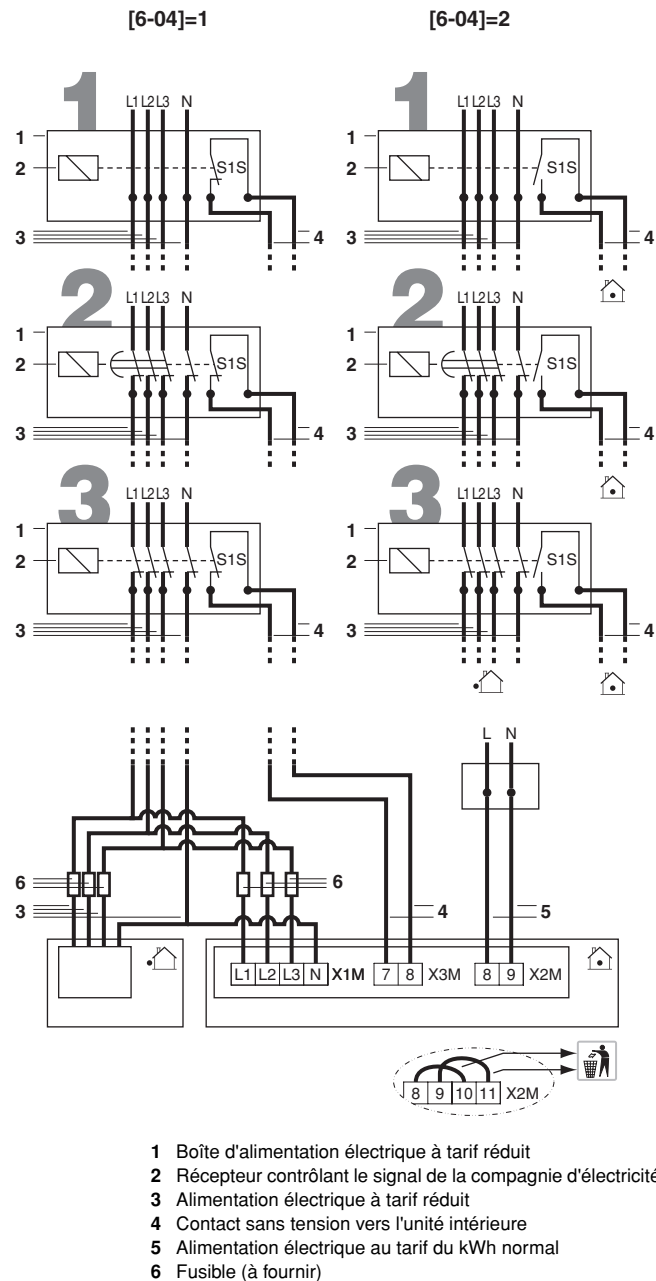 [6-04]=1 [6-04]=2
1 1
L1 L2 L3 N L1 L2 L3 N
1 1
2 S1S 2 S1S
3 4 3 4
2 2
L1 L2 L3 N L1 L2 L3 N
1 1
2 S1S 2 S1S
3 4 3 4
3 3
L1 L2 L3 N L1 L2 L3 N
1 1
2 S1S 2 S1S
3 4 3 4
L N
6 6
3 4 5
L1 L2 L3 N X1M 7 8 X3M 8 9 X2M
8 9 10 11 X2M
1 Boîte d'alimentation électrique à tarif réduit
2 Récepteur contrôlant le signal de la compagnie d'électricité
3 Alimentation électrique à tarif réduit
4 Contact sans tension vers l'unité intérieure
5 Alimentation électrique au tarif du kWh normal
6 Fusible (à fournir)